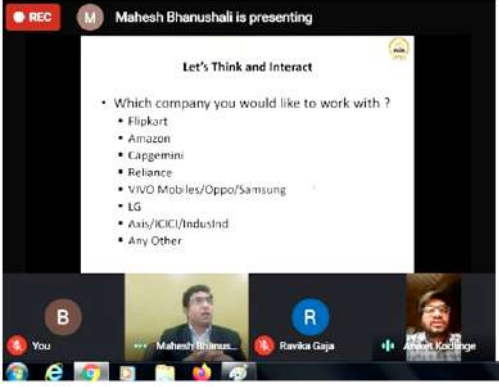 REC
M
Mahesh Bhanushali is presenting
Let's Think and Interact
• Which company you would like to work with ?
▪ Flipkart
▪ Amazon
▪ Capgemini
▪ Reliance
▪ VIVO Mobiles/Oppo/Samsung
▪ LG
▪ Axis/ICICI/IndusInd
▪ Any Other
B
You
Mahesh Bhanus...
R
Ravika Gaja
Aniket Kochinge